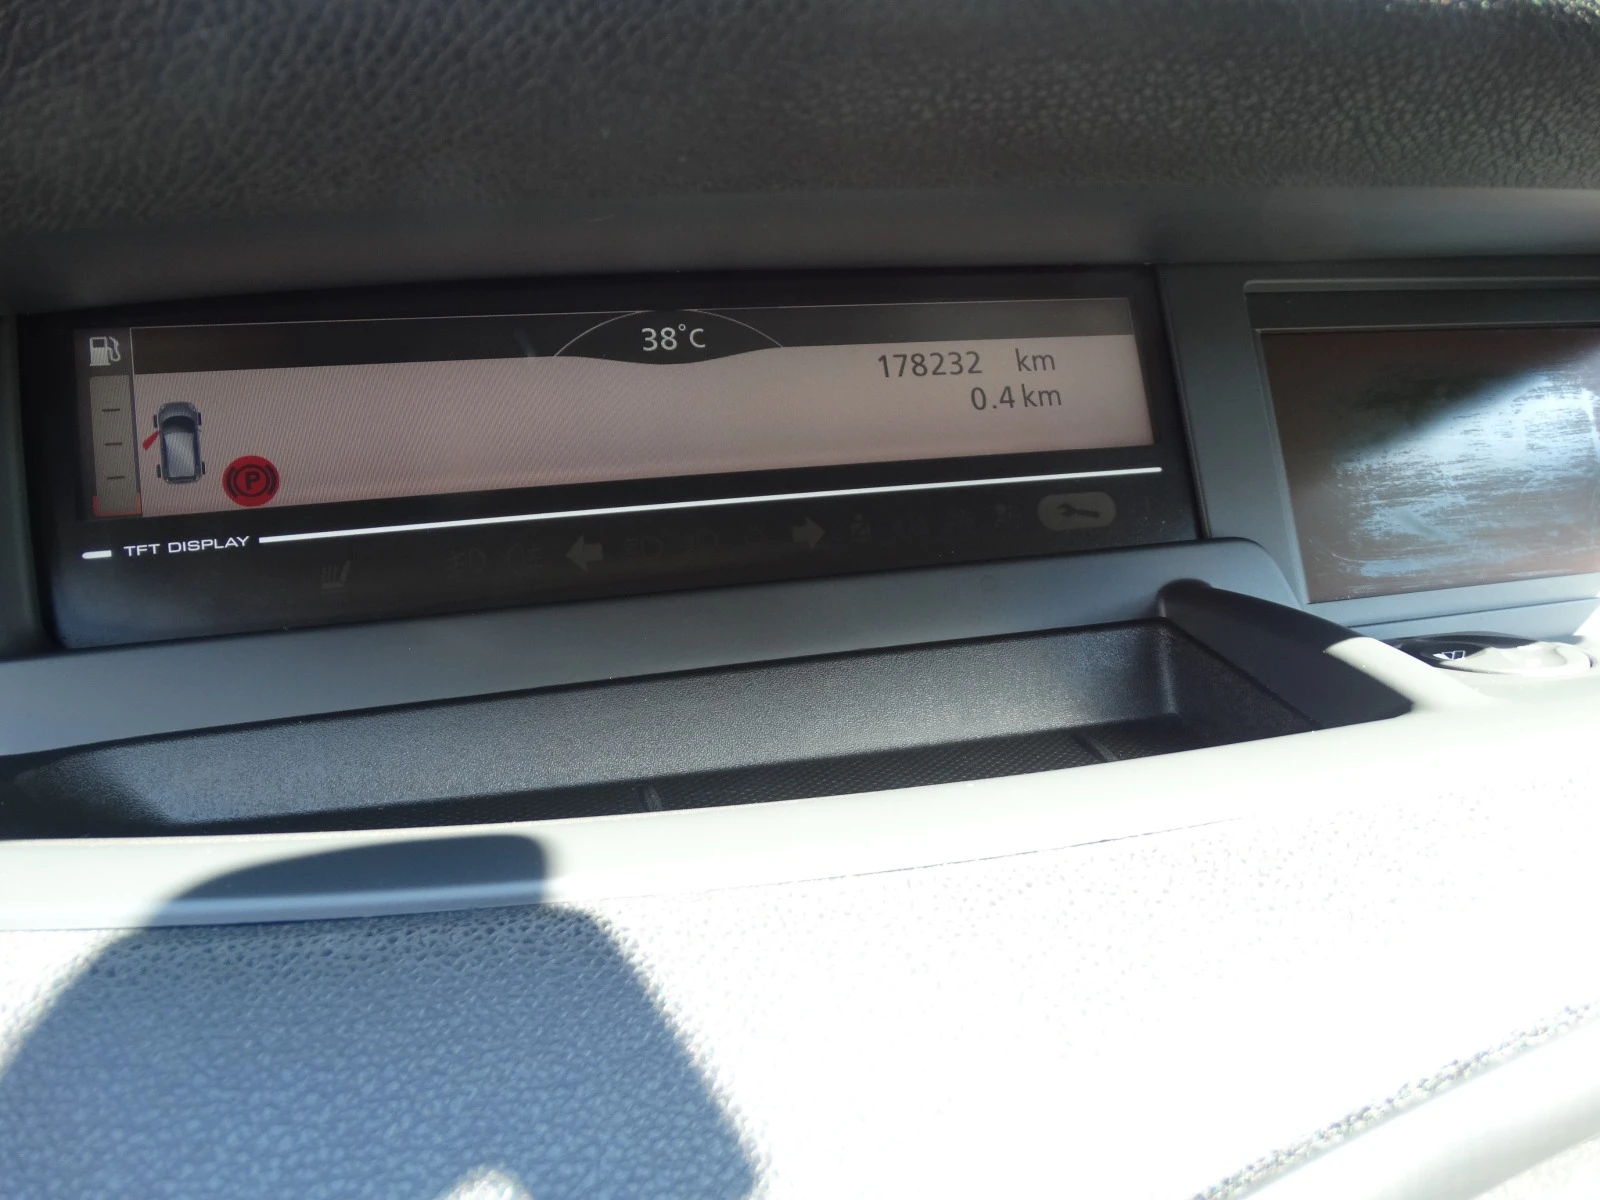 38°C
178232 km
0.4 km
P
TFT DISPLAY